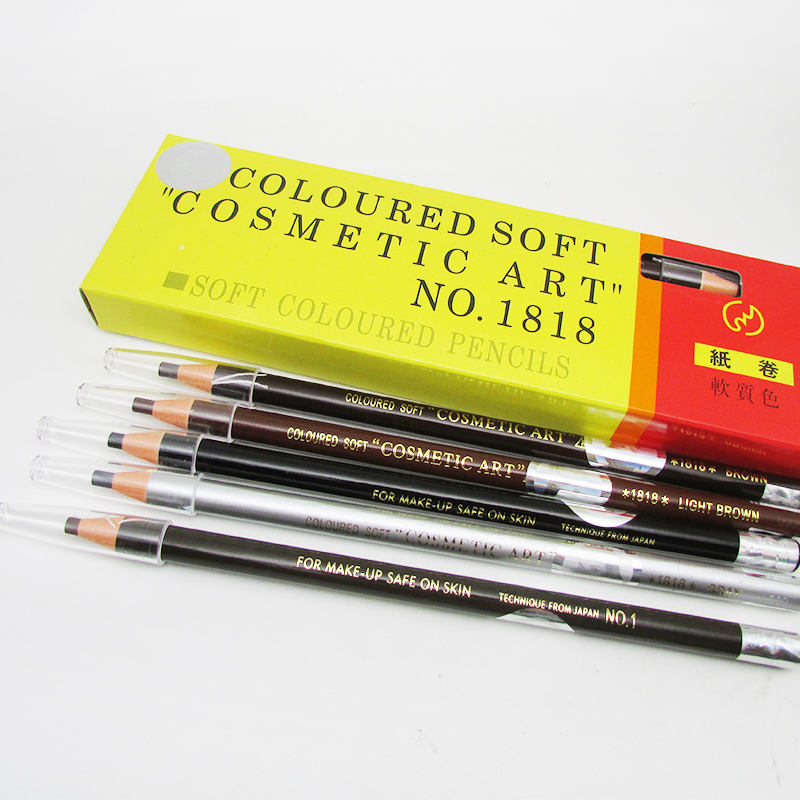 COLOURED SOFT
"COSMETIC ART"
NO. 1818
SOFT COLOURED PENCILS
紙卷
軟質色
COLOURED SOFT "COSMETIC ART"
*1818* BROWN
COLOURED SOFT "COSMETIC ART"
*1818* LIGHT BROWN
FOR MAKE-UP SAFE ON SKIN TECHNIQUE FROM JAPAN
COLOURED SOFT "COSMETIC ART"
*1818* GRAY
FOR MAKE-UP SAFE ON SKIN TECHNIQUE FROM JAPAN NO.1